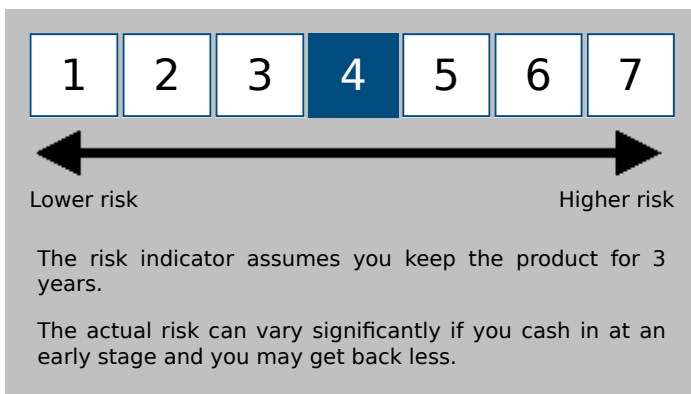 1 2 3 4 5 6 7
Lower risk Higher risk
The risk indicator assumes you keep the product for 3
years.
The actual risk can vary significantly if you cash in at an
early stage and you may get back less.